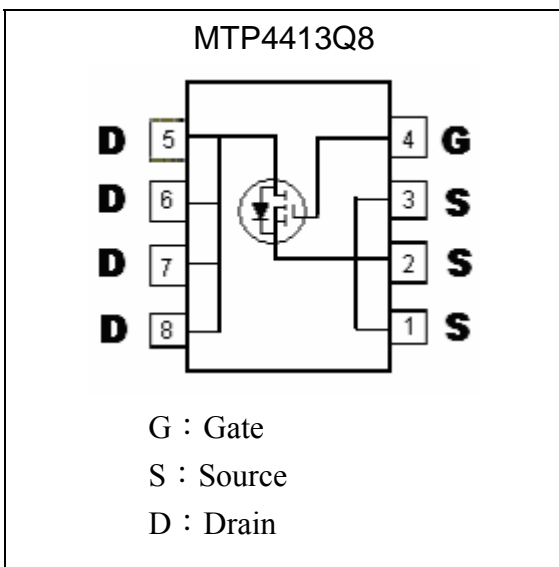 MTP4413Q8
D 5 4 G
D 6 3 S
D 7 2 S
D 8 1 S
G：Gate
S：Source
D：Drain